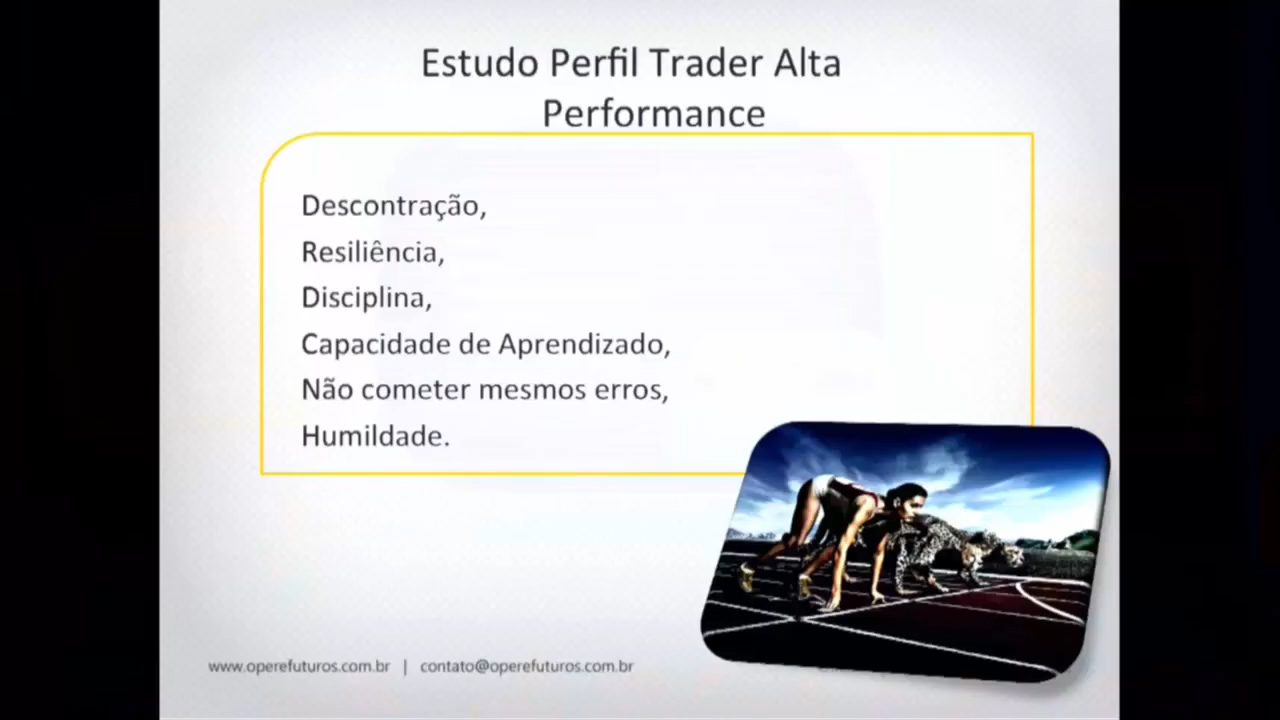 Estudo Perfil Trader Alta
Performance
Descontração,
Resiliência,
Disciplina,
Capacidade de Aprendizado,
Não cometer mesmos erros,
Humildade.
www.operefuturos.com.br | contato@operefuturos.com.br